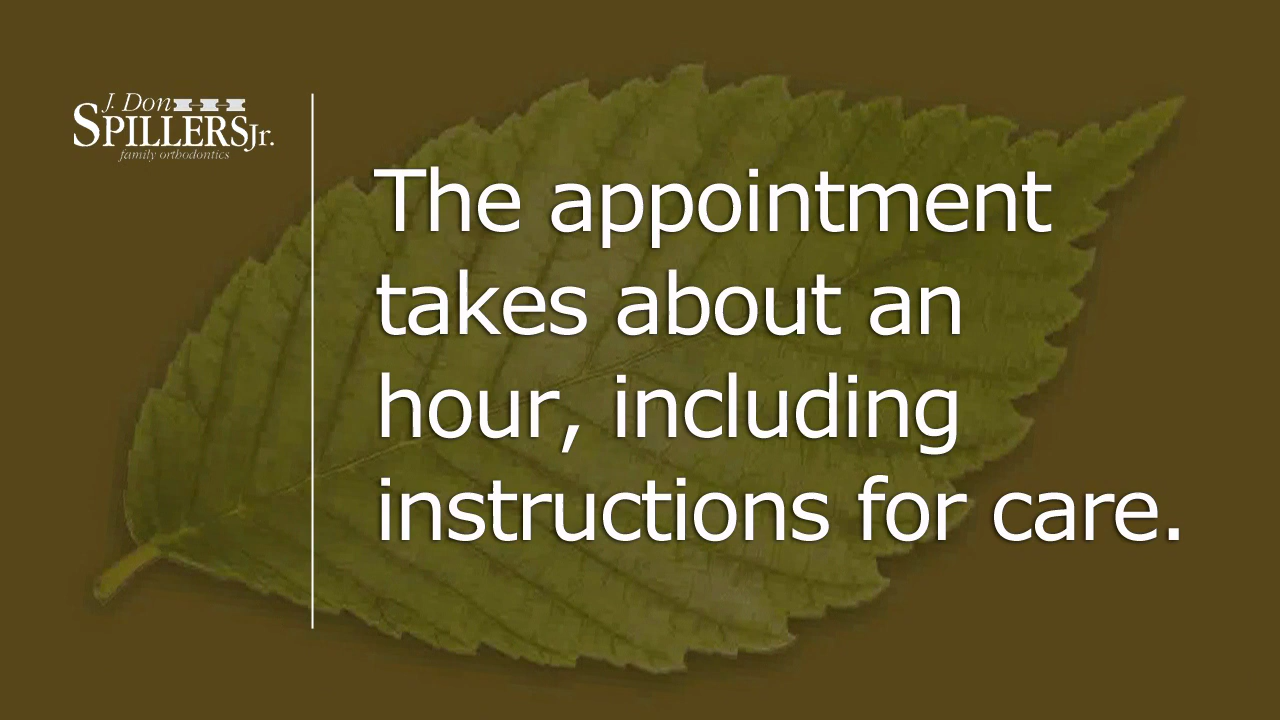 J. Don
SPILLERS Jr.
family orthodontics
The appointment
takes about an
hour, including
instructions for care.